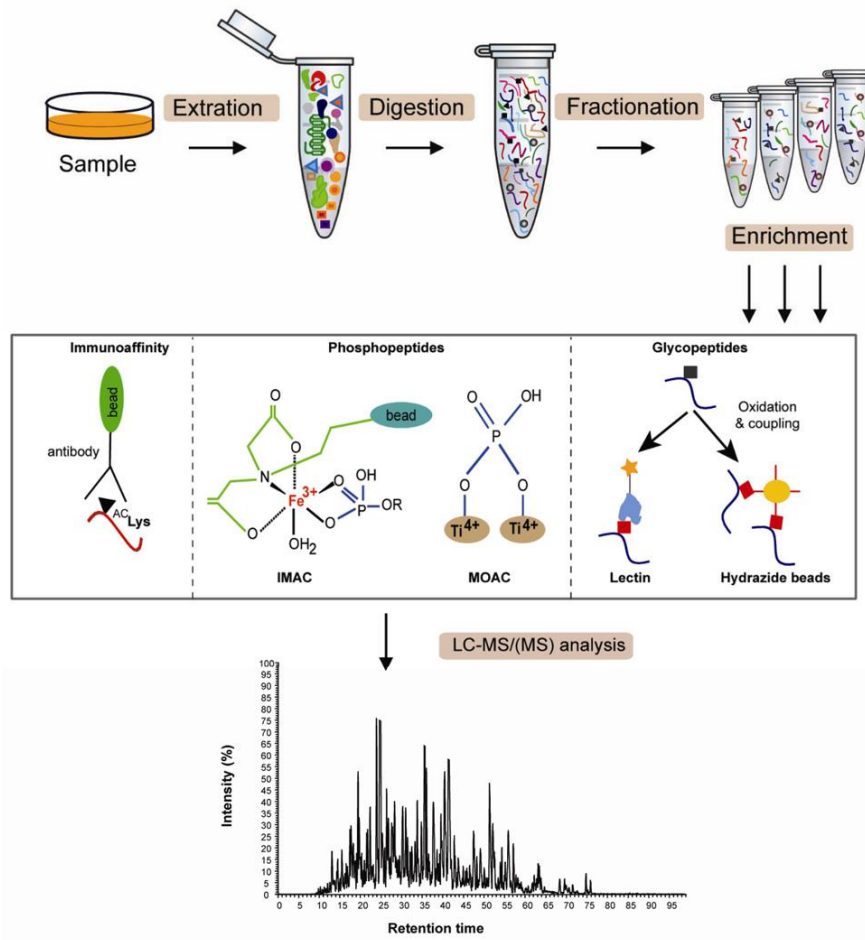 Sample
Extration
Digestion
Fractionation
Enrichment
Immunoaffinity
bead
antibody
AC Lys
Phosphopeptides
O
O
N
O
O
Fe3+
OH2
O
O
P
OH
OR
bead
IMAC
O
OH
P
O
O
Ti4+
Ti4+
MOAC
Glycopeptides
Oxidation
& coupling
Lectin
Hydrazide beads
LC-MS/(MS) analysis
Intensity (%)
100
95
90
85
80
75
70
65
60
55
50
45
40
35
30
25
20
15
10
5
0
0 5 10 15 20 25 30 35 40 45 50 55 60 65 70 75 80 85 90 95
Retention time